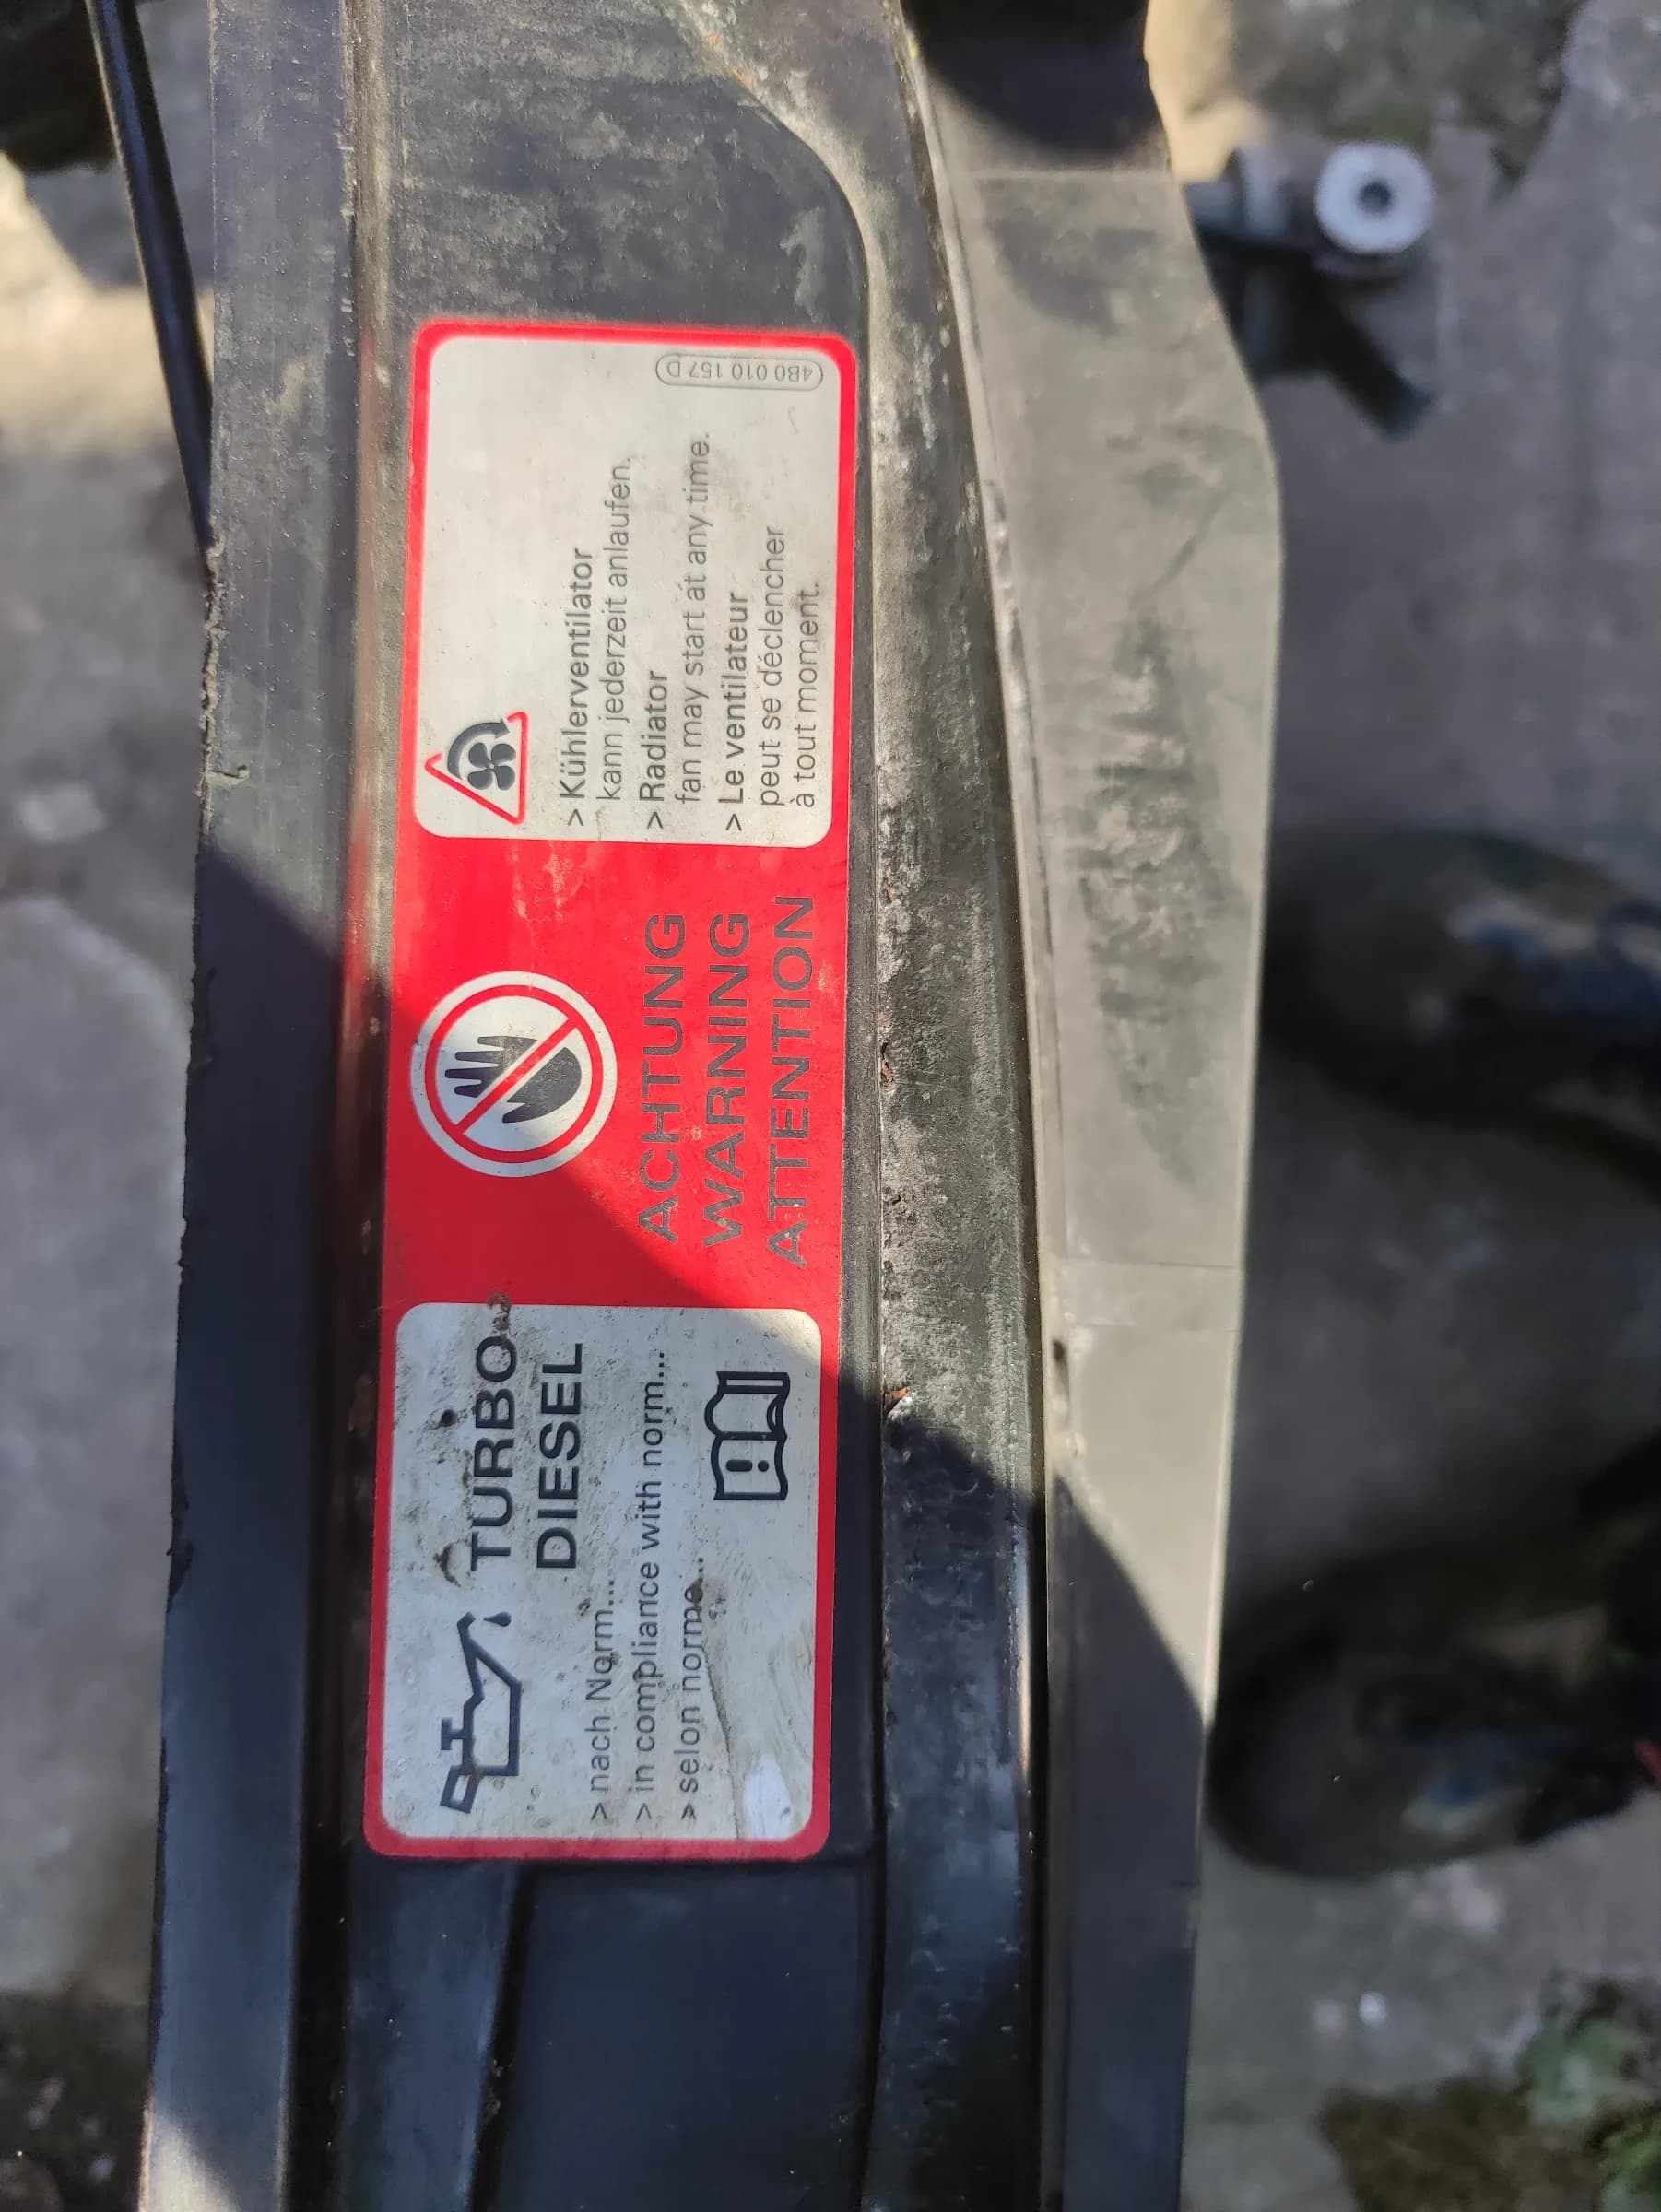 TURBO
DIESEL
> nach Norm...
> in compliance with norm...
> selon norme...
ACHTUNG
WARNING
ATTENTION
> Kühlerventilator
kann jederzeit anlaufen.
> Radiator
fan may start at any time.
> Le ventilateur
peut se déclencher
à tout moment.
4B0 010 157 D